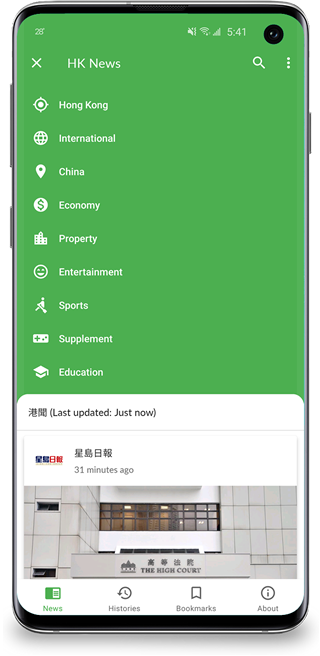 28°
5:41
HK News
Hong Kong
International
China
Economy
Property
Entertainment
Sports
Supplement
Education
港聞 (Last updated: Just now)
星島日報
星島日報
31 minutes ago
高等法院
THE HIGH COURT
News
Histories
Bookmarks
About